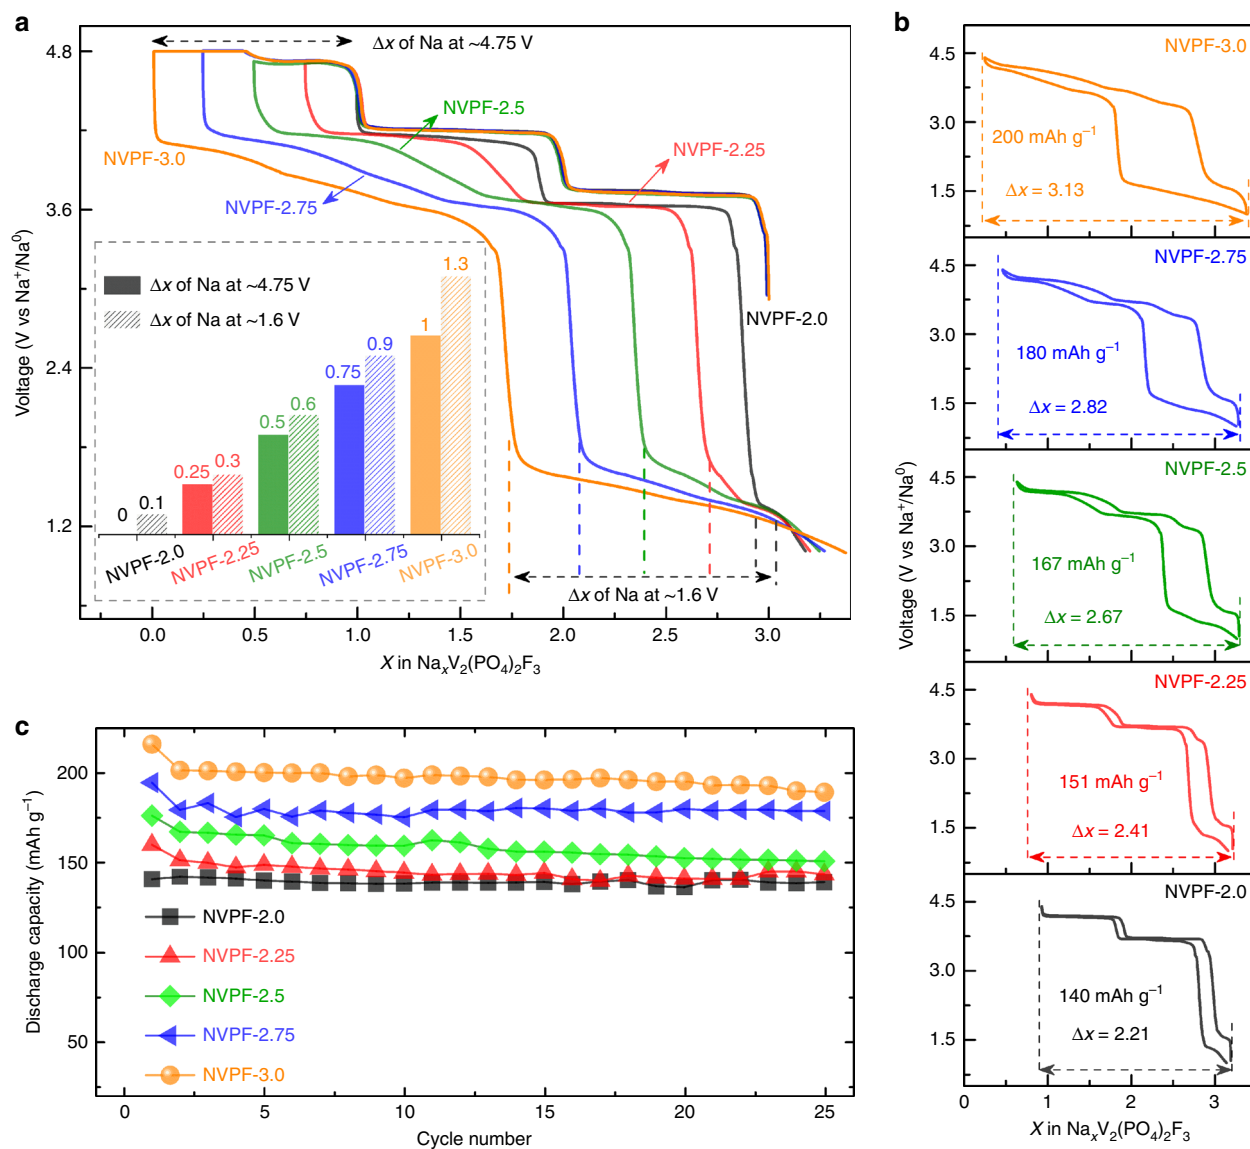 a
Δx of Na at ~4.75 V
4.8
3.6
2.4
1.2
Voltage (V vs Na⁺/Na⁰)
NVPF-2.5
NVPF-2.25
NVPF-3.0
NVPF-2.75
NVPF-2.0
Δx of Na at ~4.75 V
Δx of Na at ~1.6 V
0 0.1
0.25 0.3
0.5 0.6
0.75 0.9
1 1.3
NVPF-2.0 NVPF-2.25 NVPF-2.5 NVPF-2.75 NVPF-3.0
Δx of Na at ~1.6 V
0.0 0.5 1.0 1.5 2.0 2.5 3.0
X in NaₓV₂(PO₄)₂F₃
b
NVPF-3.0
4.5
3.0
1.5
200 mAh g⁻¹
Δx = 3.13
NVPF-2.75
4.5
3.0
1.5
180 mAh g⁻¹
Δx = 2.82
Voltage (V vs Na⁺/Na⁰)
NVPF-2.5
4.5
3.0
1.5
167 mAh g⁻¹
Δx = 2.67
NVPF-2.25
4.5
3.0
1.5
151 mAh g⁻¹
Δx = 2.41
NVPF-2.0
4.5
3.0
1.5
140 mAh g⁻¹
Δx = 2.21
0 1 2 3
X in NaₓV₂(PO₄)₂F₃
c
200
150
100
50
Discharge capacity (mAh g⁻¹)
NVPF-2.0
NVPF-2.25
NVPF-2.5
NVPF-2.75
NVPF-3.0
0 5 10 15 20 25
Cycle number